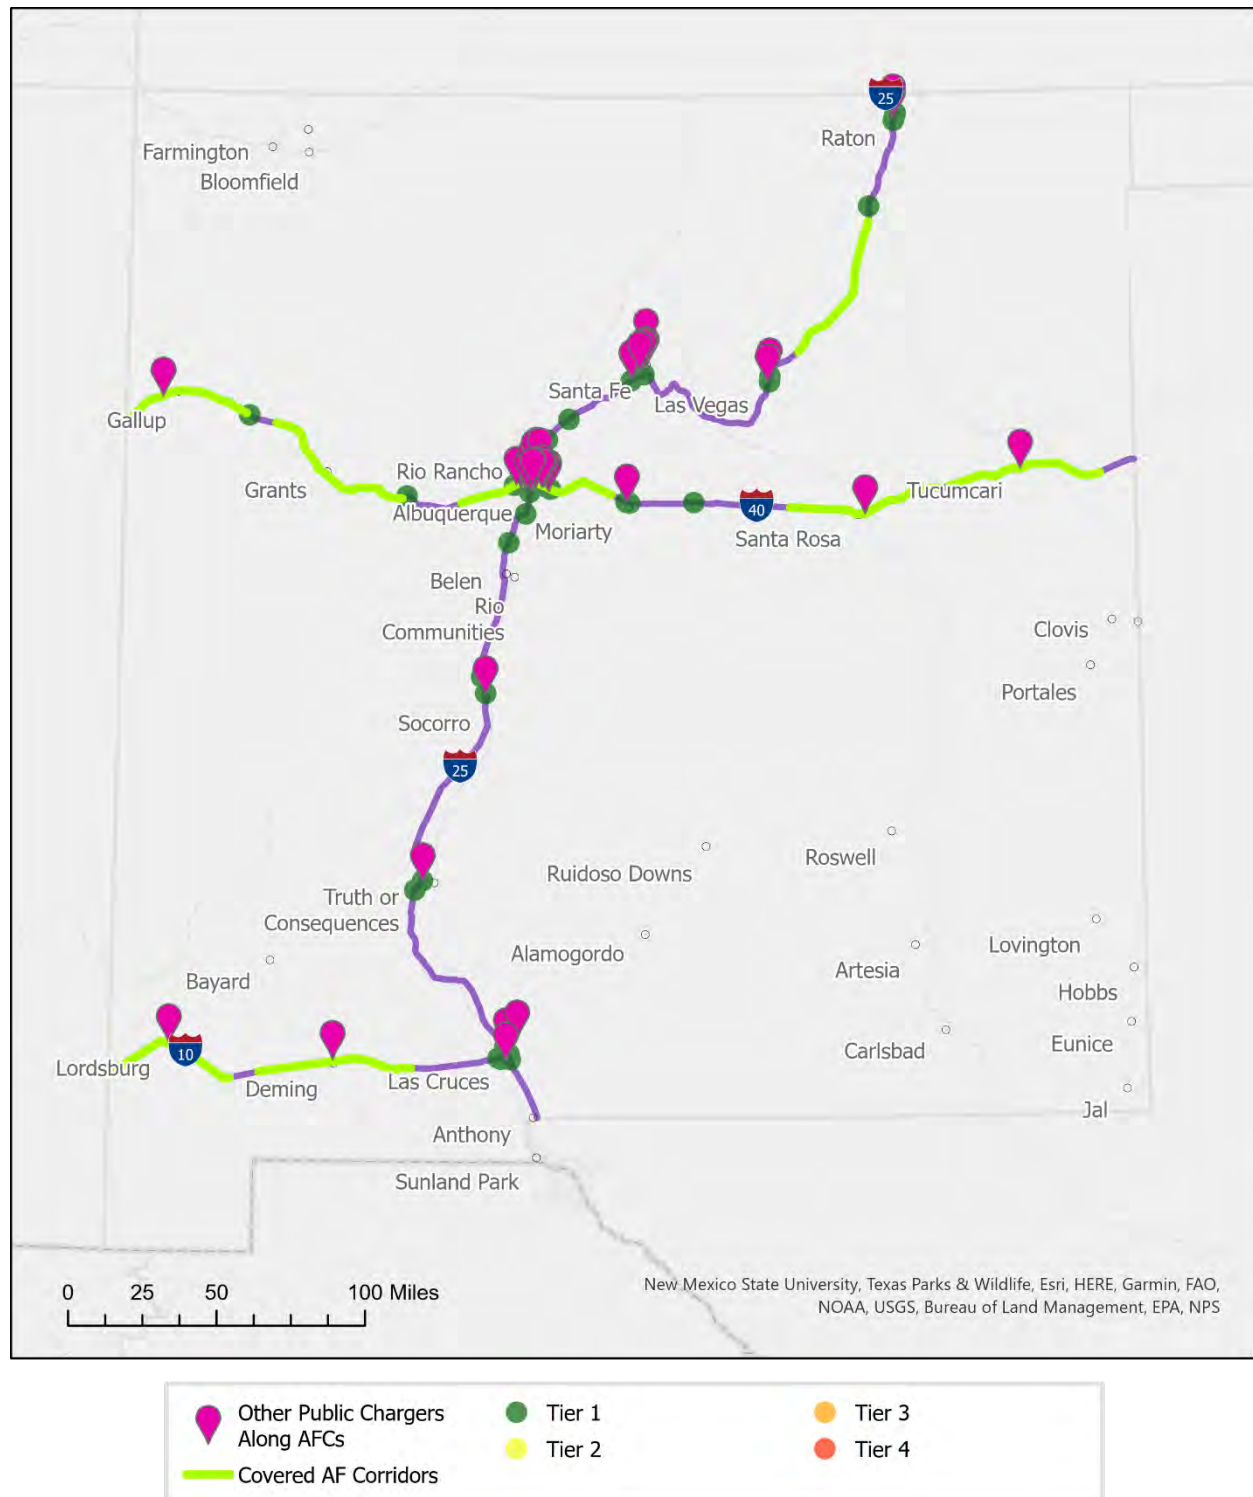 25
Raton
Farmington
Bloomfield
Santa Fe
Las Vegas
Gallup
Rio Rancho
Grants
Tucumcari
Albuquerque
40
Moriarty
Santa Rosa
Belen
Rio
Communities
Clovis
Portales
Socorro
25
Roswell
Ruidoso Downs
Truth or
Consequences
Lovington
Alamogordo
Artesia
Bayard
Hobbs
Eunice
Carlsbad
10
Lordsburg
Las Cruces
Deming
Jal
Anthony
Sunland Park
0 25 50 100 Miles
New Mexico State University, Texas Parks & Wildlife, Esri, HERE, Garmin, FAO,
NOAA, USGS, Bureau of Land Management, EPA, NPS
Other Public Chargers
Along AFCs
Covered AF Corridors
Tier 1
Tier 2
Tier 3
Tier 4